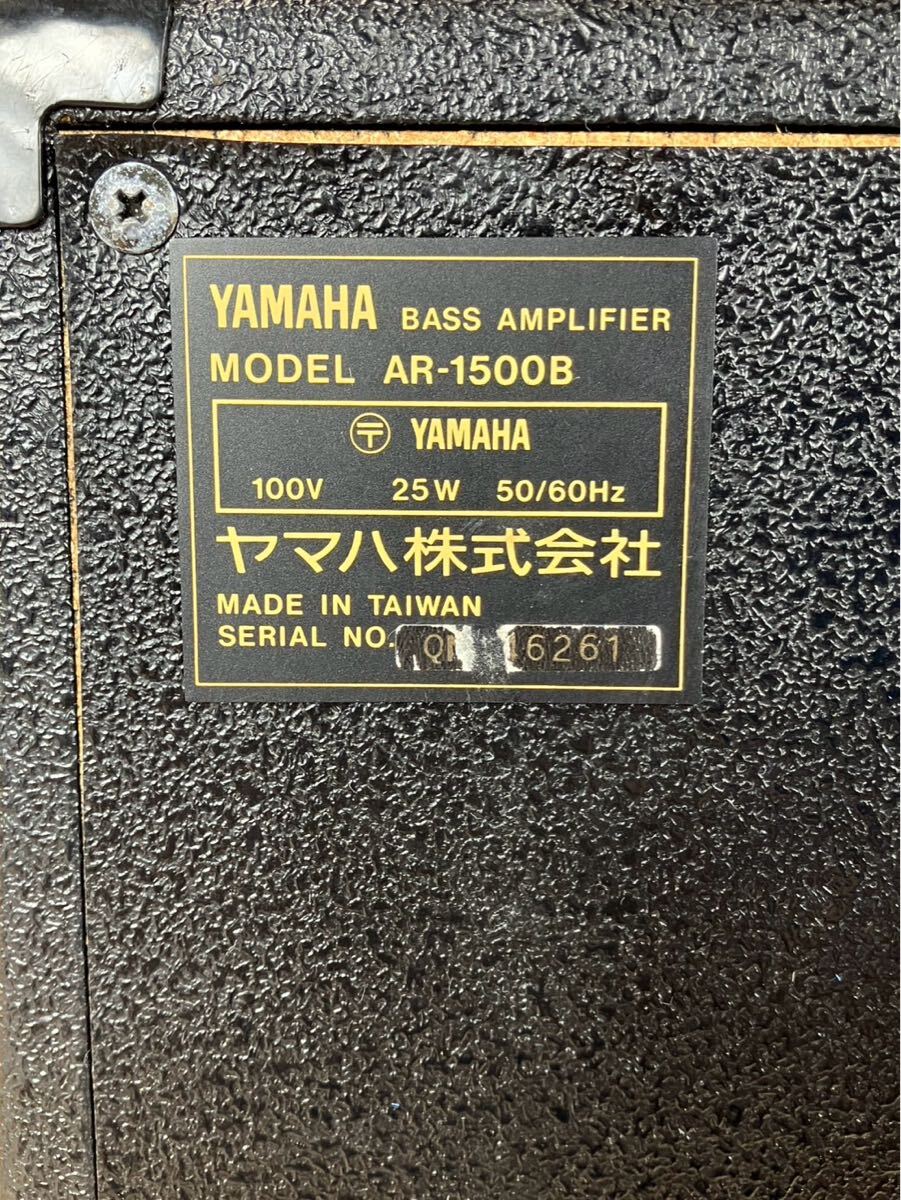 YAMAHA BASS AMPLIFIER
MODEL AR-1500B
〒 YAMAHA
100V 25W 50/60Hz
ヤマハ株式会社
MADE IN TAIWAN
SERIAL NO.